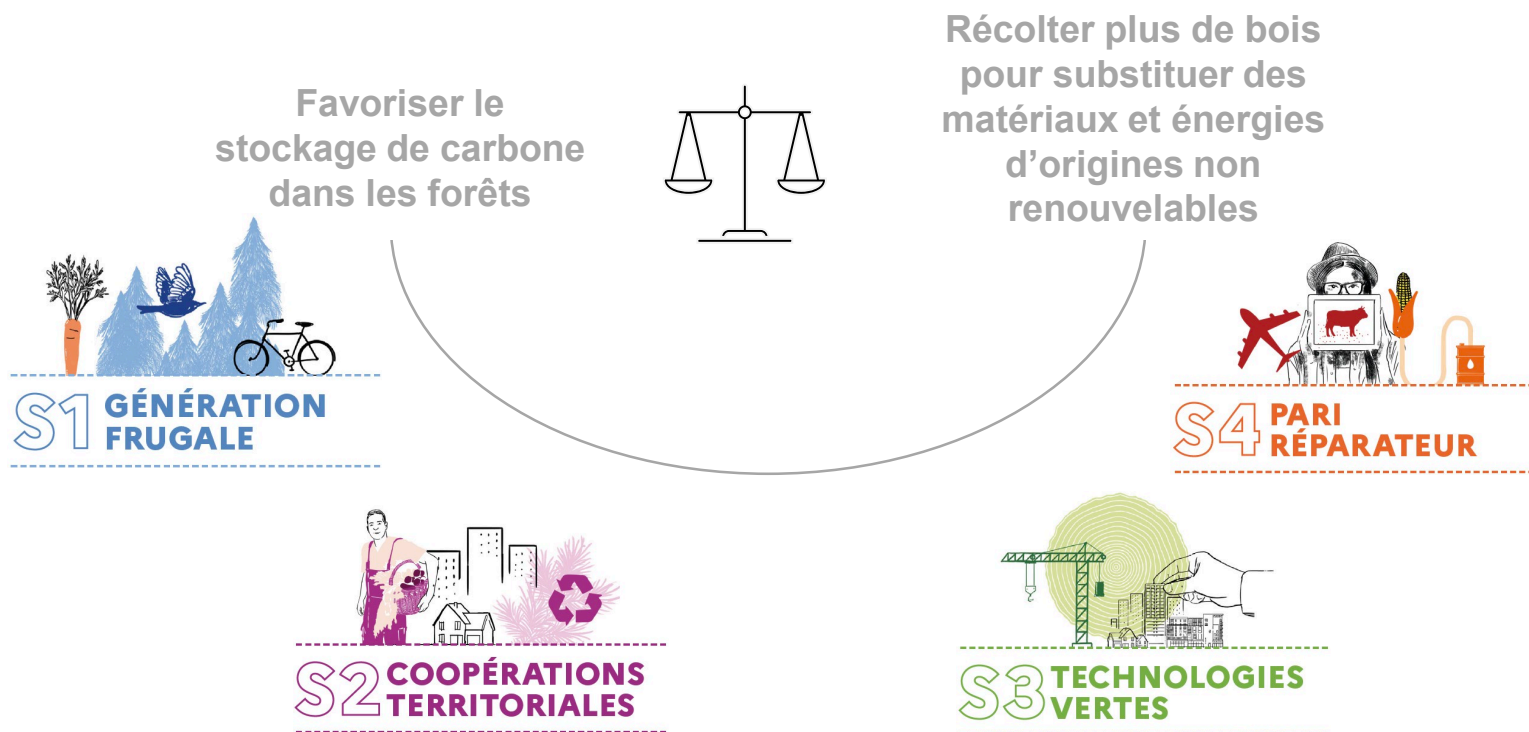 Favoriser le
stockage de carbone
dans les forêts
Récolter plus de bois
pour substituer des
matériaux et énergies
d’origines non
renouvelables
S1 GÉNÉRATION
FRUGALE
S4 PARI
RÉPARATEUR
S2 COOPÉRATIONS
TERRITORIALES
S3 TECHNOLOGIES
VERTES